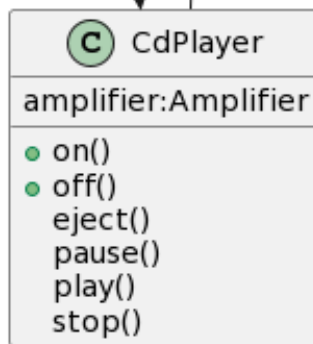 C CdPlayer
amplifier:Amplifier
on()
off()
eject()
pause()
play()
stop()